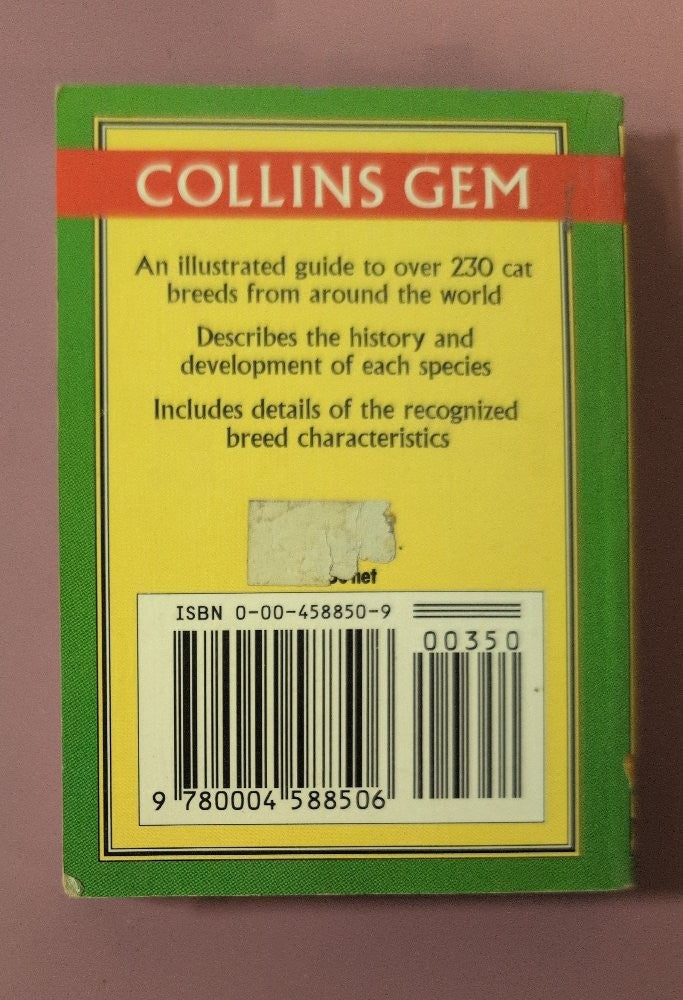 COLLINS GEM
An illustrated guide to over 230 cat
breeds from around the world
Describes the history and
development of each species
Includes details of the recognized
breed characteristics
net
ISBN 0-00-458850-9
00350
9 780004 588506